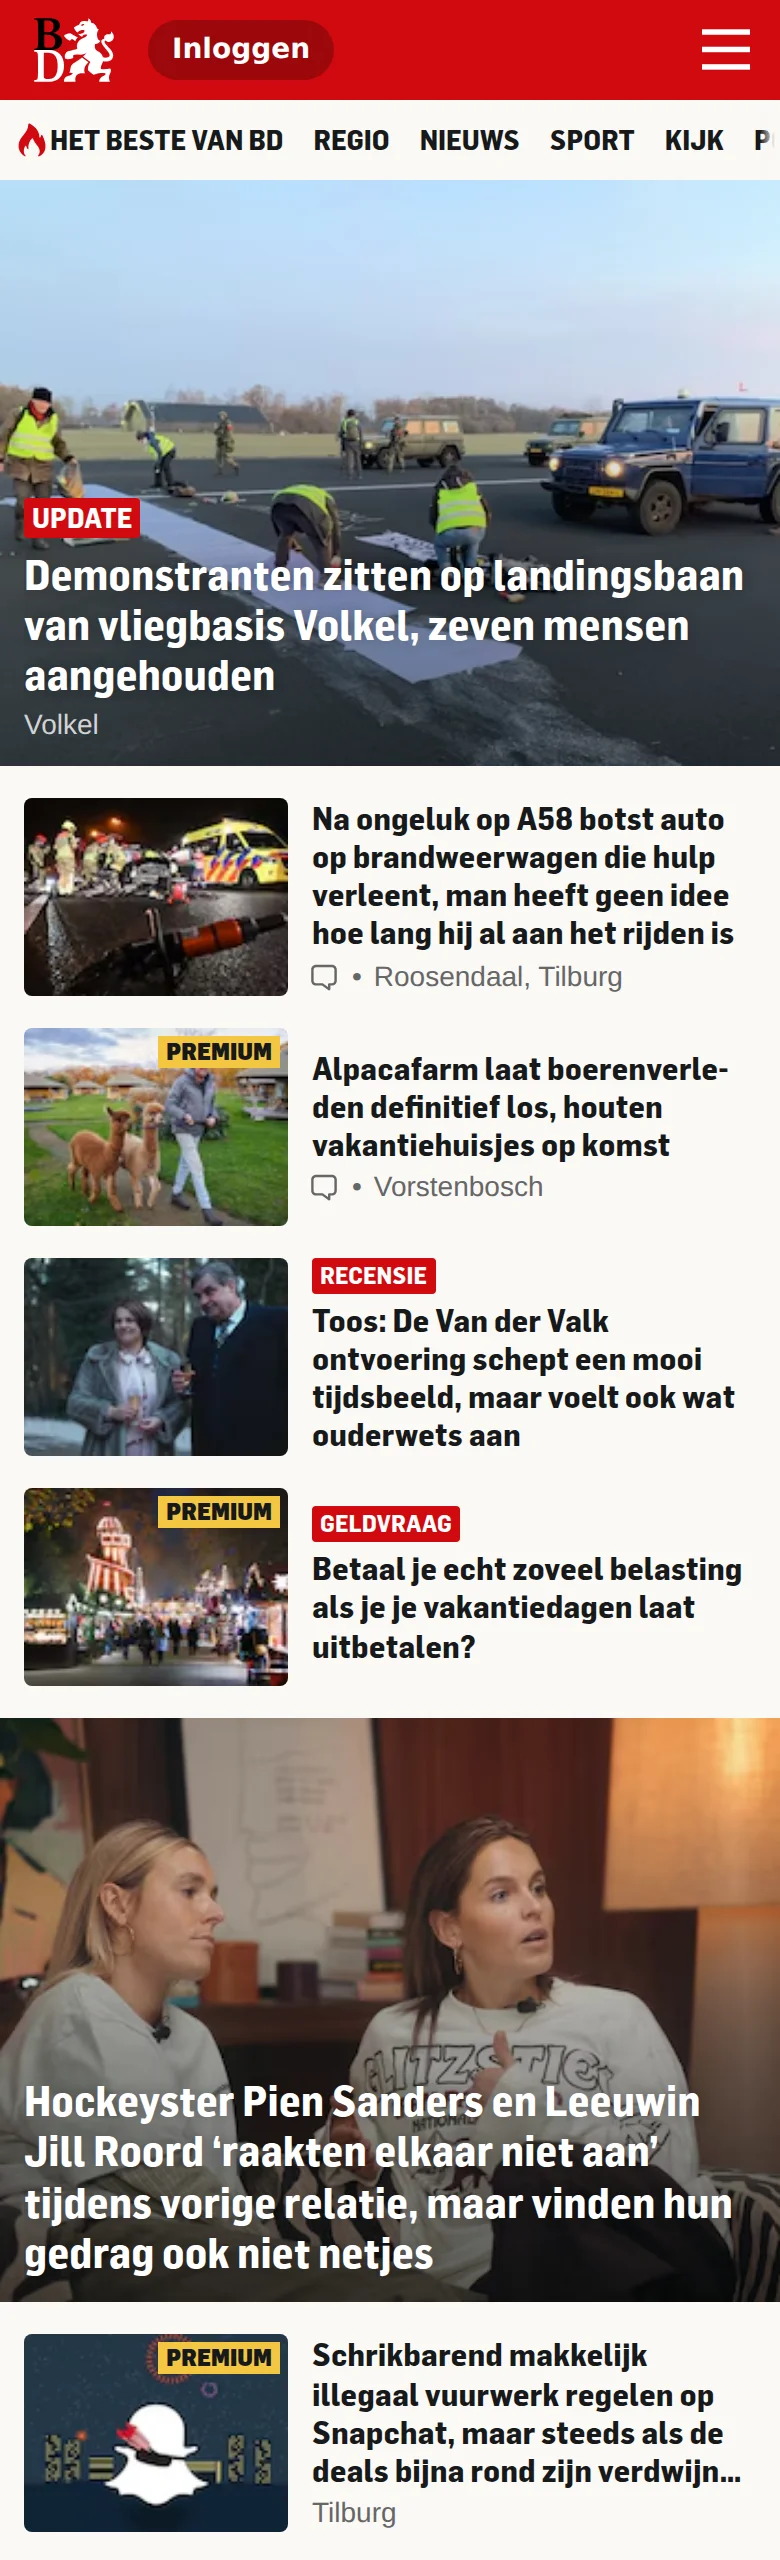 BD
Inloggen
HET BESTE VAN BD REGIO NIEUWS SPORT KIJK
UPDATE
Demonstranten zitten op landingsbaan
van vliegbasis Volkel, zeven mensen
aangehouden
Volkel
Na ongeluk op A58 botst auto
op brandweerwagen die hulp
verleent, man heeft geen idee
hoe lang hij al aan het rijden is
• Roosendaal, Tilburg
PREMIUM
Alpacafarm laat boerenverle-
den definitief los, houten
vakantiehuisjes op komst
• Vorstenbosch
RECENSIE
Toos: De Van der Valk
ontvoering schept een mooi
tijdsbeeld, maar voelt ook wat
ouderwets aan
PREMIUM
GELDVRAAG
Betaal je echt zoveel belasting
als je je vakantiedagen laat
uitbetalen?
Hockeyster Pien Sanders en Leeuwin
Jill Roord ‘raakten elkaar niet aan’
tijdens vorige relatie, maar vinden hun
gedrag ook niet netjes
PREMIUM
Schrikbarend makkelijk
illegaal vuurwerk regelen op
Snapchat, maar steeds als de
deals bijna rond zijn verdwijn...
Tilburg